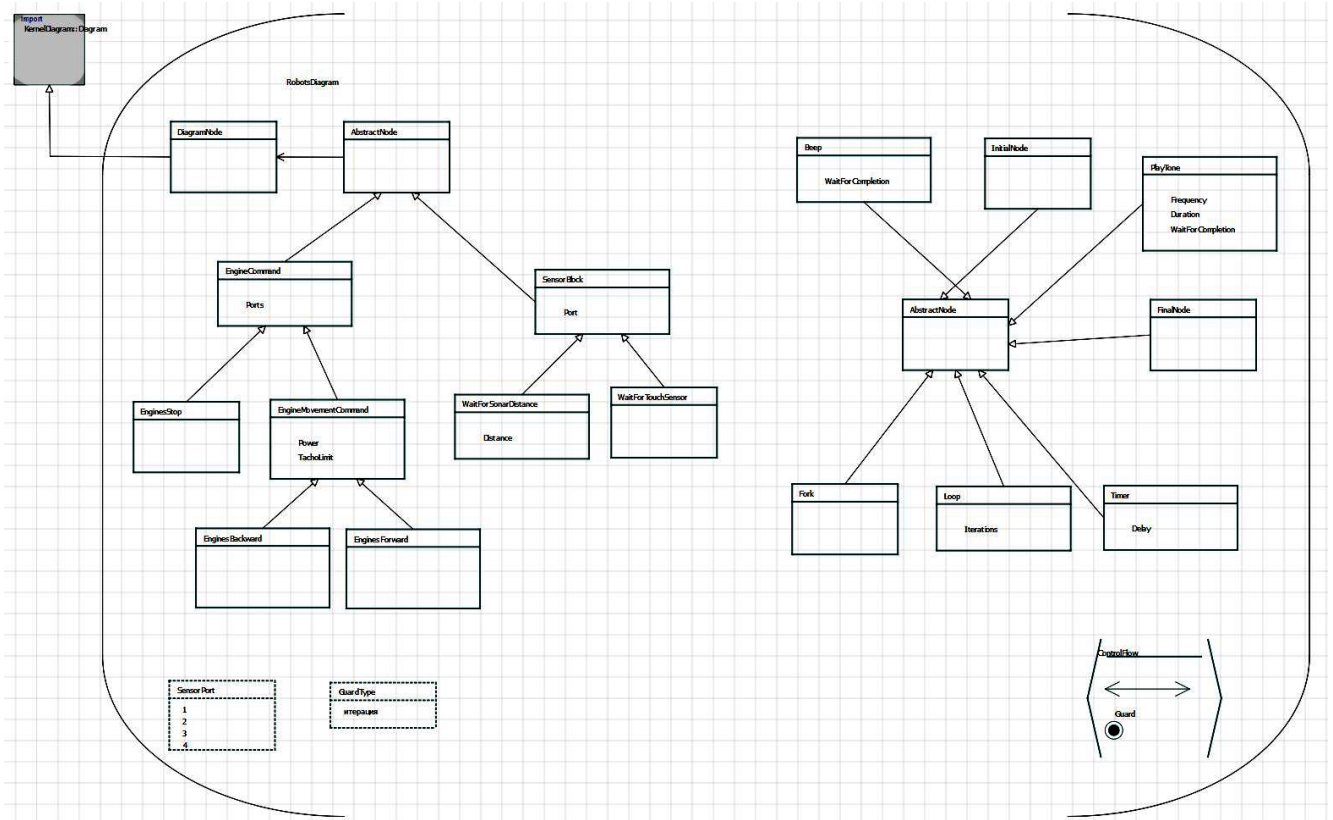 Import
KernelDiagram::Diagram
RobotsDiagram
DiagramNode
AbstractNode
EngineCommand
Ports
SensorBlock
Port
EnginesStop
EngineMovementCommand
Power
TachoLimit
WaitForSonarDistance
Distance
WaitForTouchSensor
EnginesBackward
EnginesForward
SensorPort
1
2
3
4
GuardType
итерация
Beep
WaitForCompletion
InitialNode
PlayTone
Frequency
Duration
WaitForCompletion
AbstractNode
FinalNode
Fork
Loop
Iterations
Timer
Delay
ControlFlow
Guard